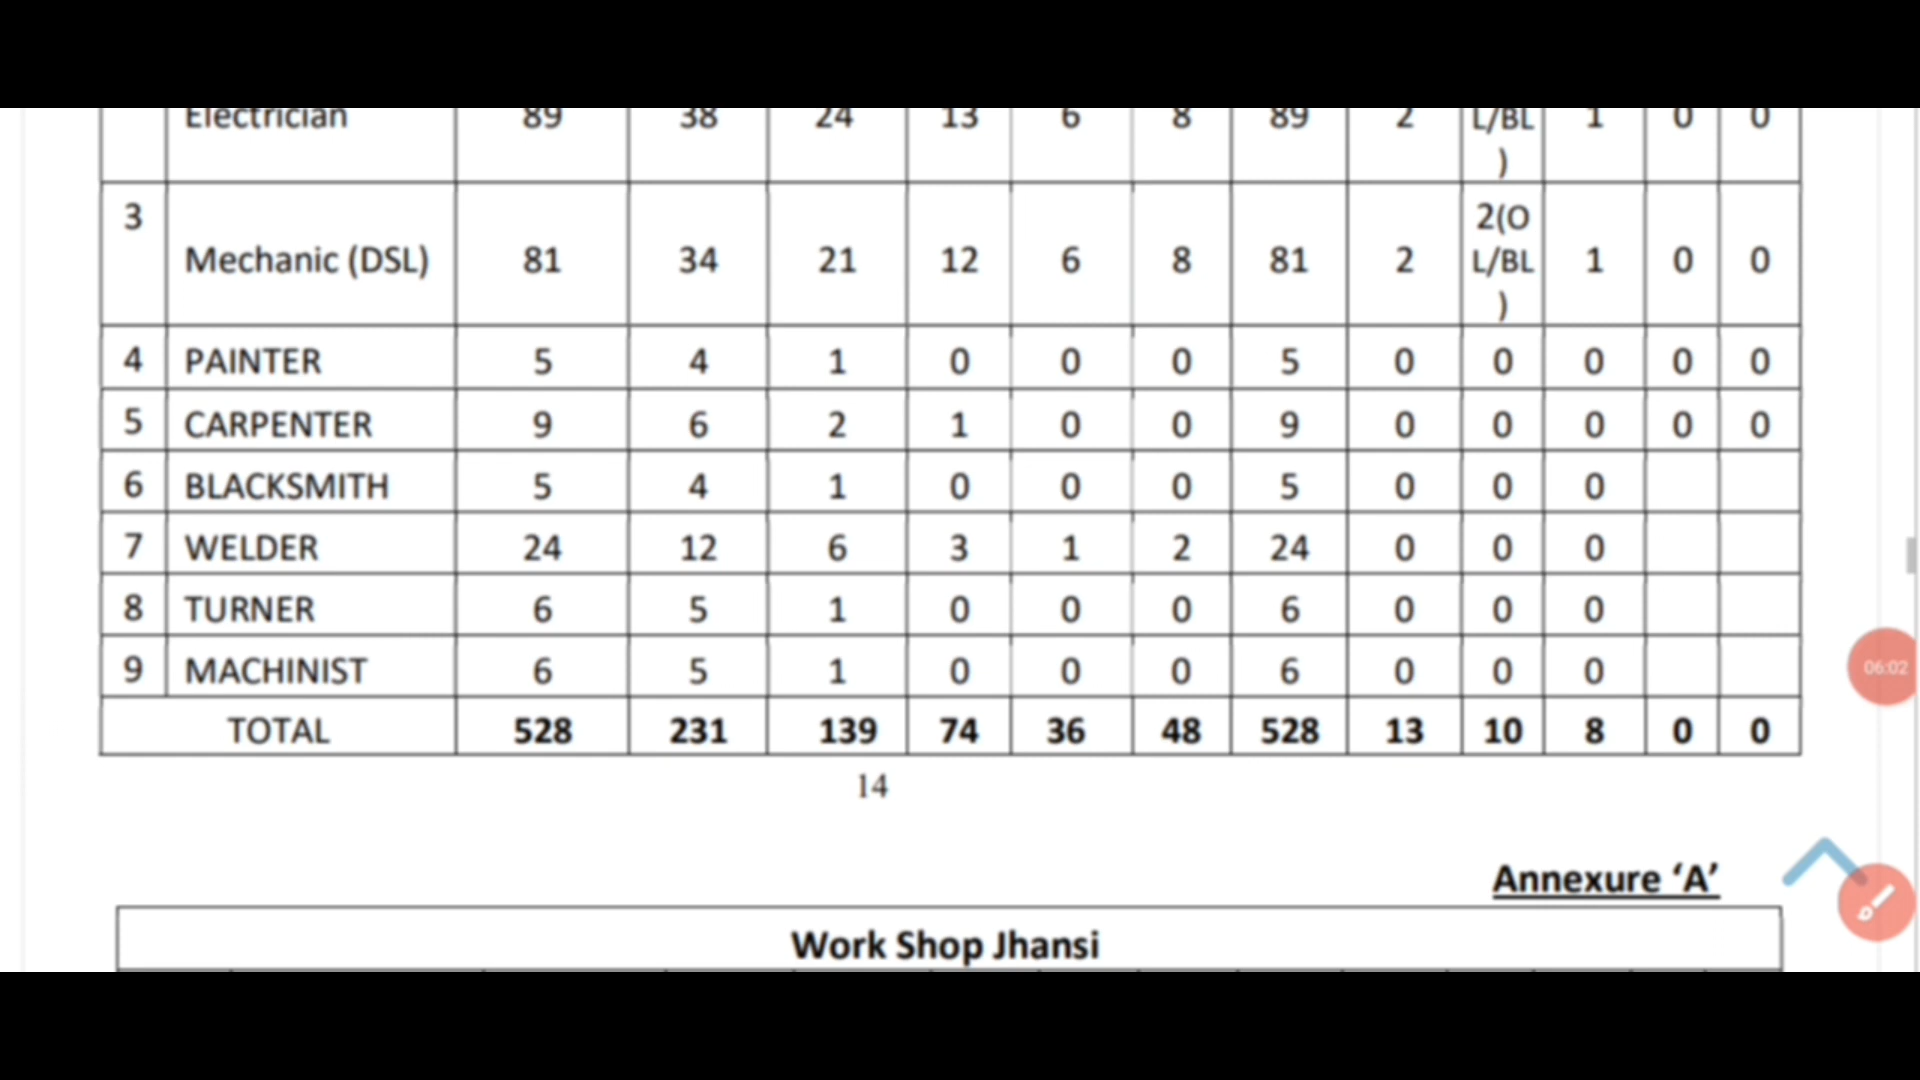 Electrician 89 38 24 13 6 8 89 2 L/BL 1 0 0
)
3 Mechanic (DSL) 81 34 21 12 6 8 81 2 2(O L/BL ) 1 0 0
4 PAINTER 5 4 1 0 0 0 5 0 0 0 0 0
5 CARPENTER 9 6 2 1 0 0 9 0 0 0 0 0
6 BLACKSMITH 5 4 1 0 0 0 5 0 0 0
7 WELDER 24 12 6 3 1 2 24 0 0 0
8 TURNER 6 5 1 0 0 0 6 0 0 0
9 MACHINIST 6 5 1 0 0 0 6 0 0 0
TOTAL 528 231 139 74 36 48 528 13 10 8 0 0
14
Annexure ‘A’
Work Shop Jhansi
06:02